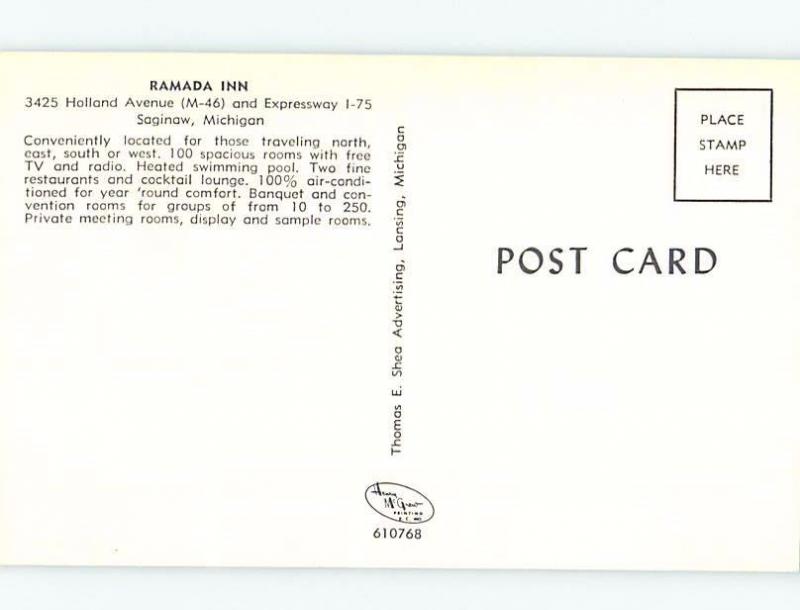 RAMADA INN
3425 Holland Avenue (M-46) and Expressway I-75
Saginaw, Michigan
Conveniently located for those traveling north,
east, south or west. 100 spacious rooms with free
TV and radio. Heated swimming pool. Two fine
restaurants and cocktail lounge. 100% air-condi-
tioned for year 'round comfort. Banquet and con-
vention rooms for groups of from 10 to 250.
Private meeting rooms, display and sample rooms.
Thomas E. Shea Advertising, Lansing, Michigan
Henry
McGrew
PRINTING
610768
PLACE
STAMP
HERE
POST CARD